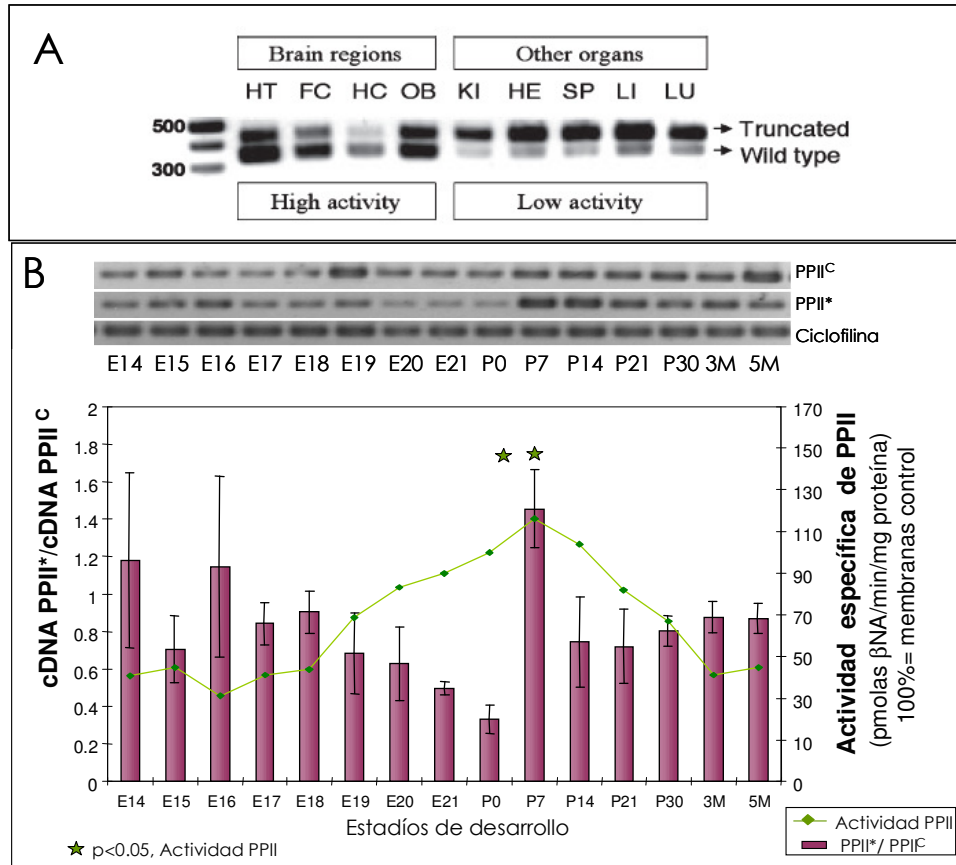 A
Brain regions Other organs
HT FC HC OB KI HE SP LI LU
500
300
Truncated
Wild type
High activity Low activity
B
PPII^C
PPII*
Ciclofilina
E14 E15 E16 E17 E18 E19 E20 E21 P0 P7 P14 P21 P30 3M 5M
cDNA PPII*/cDNA PPII^C
2
1.8
1.6
1.4
1.2
1
0.8
0.6
0.4
0.2
0
170
150
130
110
90
70
50
30
10
Actividad específica de PPII
(pmolas βNA/min/mg proteína)
100%= membranas control
E14 E15 E16 E17 E18 E19 E20 E21 P0 P7 P14 P21 P30 3M 5M
Estadíos de desarrollo
p<0.05, Actividad PPII
Actividad PPII
PPII*/ PPII^C